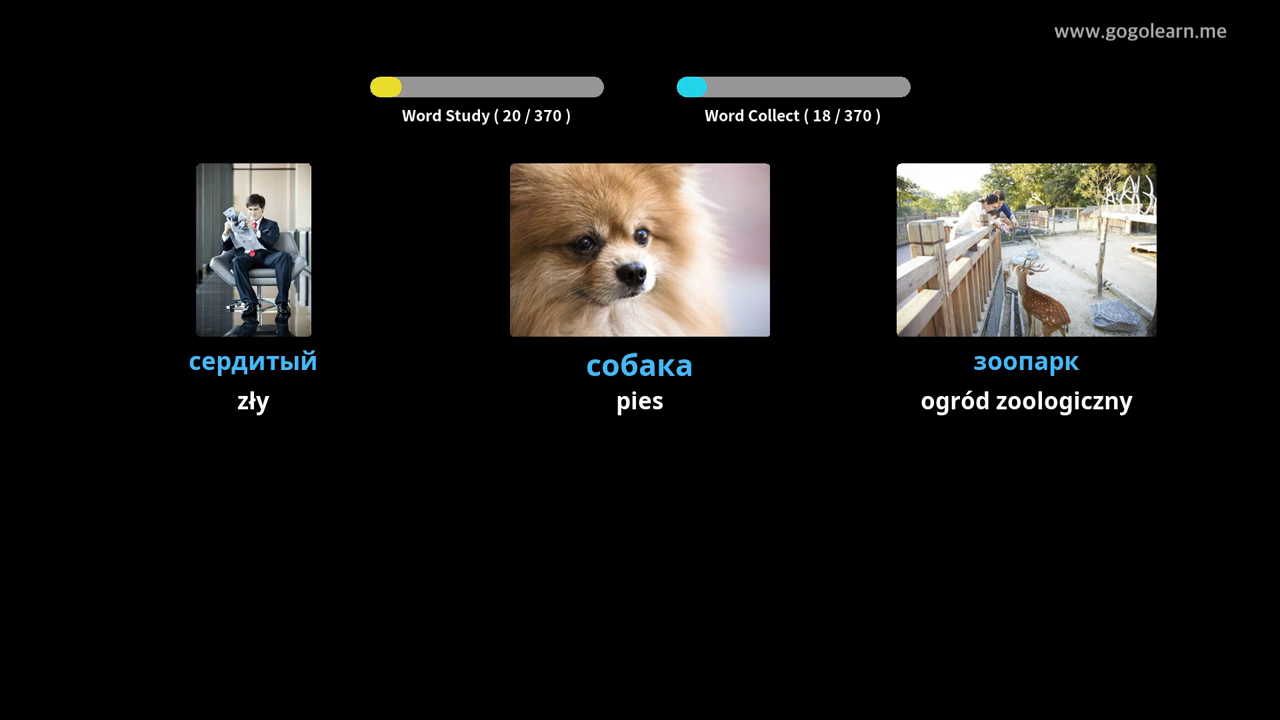 www.gogolearn.me
Word Study ( 20 / 370 )
Word Collect ( 18 / 370 )
сердитый
собака
зоопарк
zły
pies
ogród zoologiczny